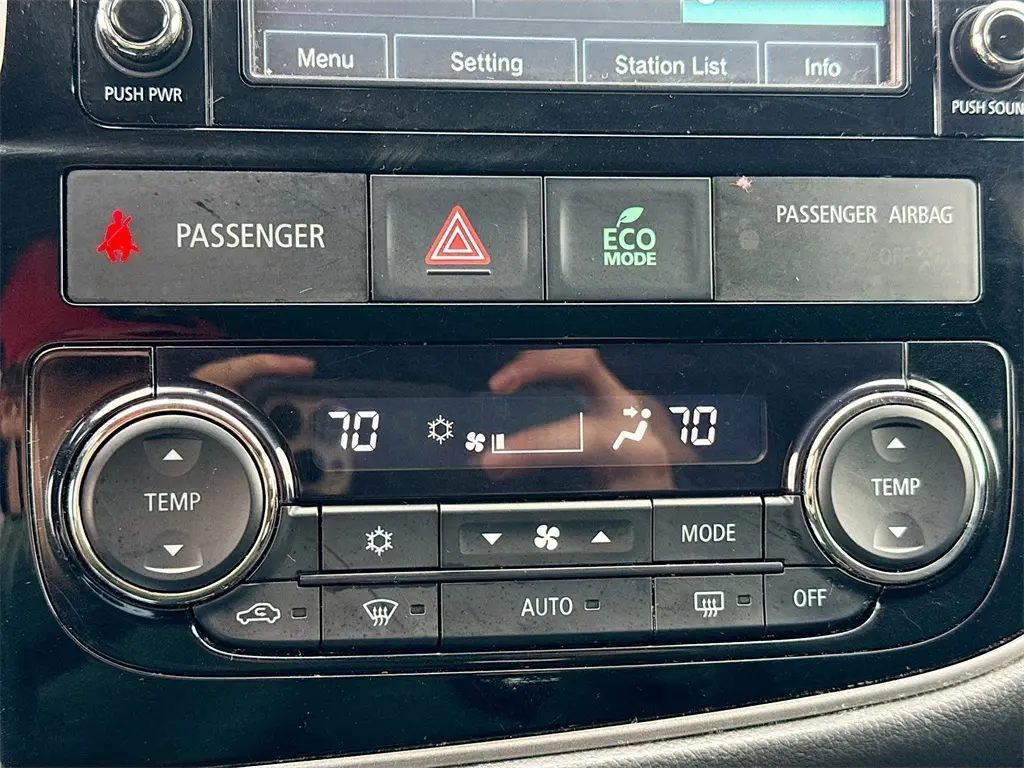 Menu Setting Station List Info
PUSH PWR
PUSH SOUN
PASSENGER
ECO
MODE
PASSENGER AIRBAG
OFF
70 70
TEMP
TEMP
MODE
AUTO
OFF